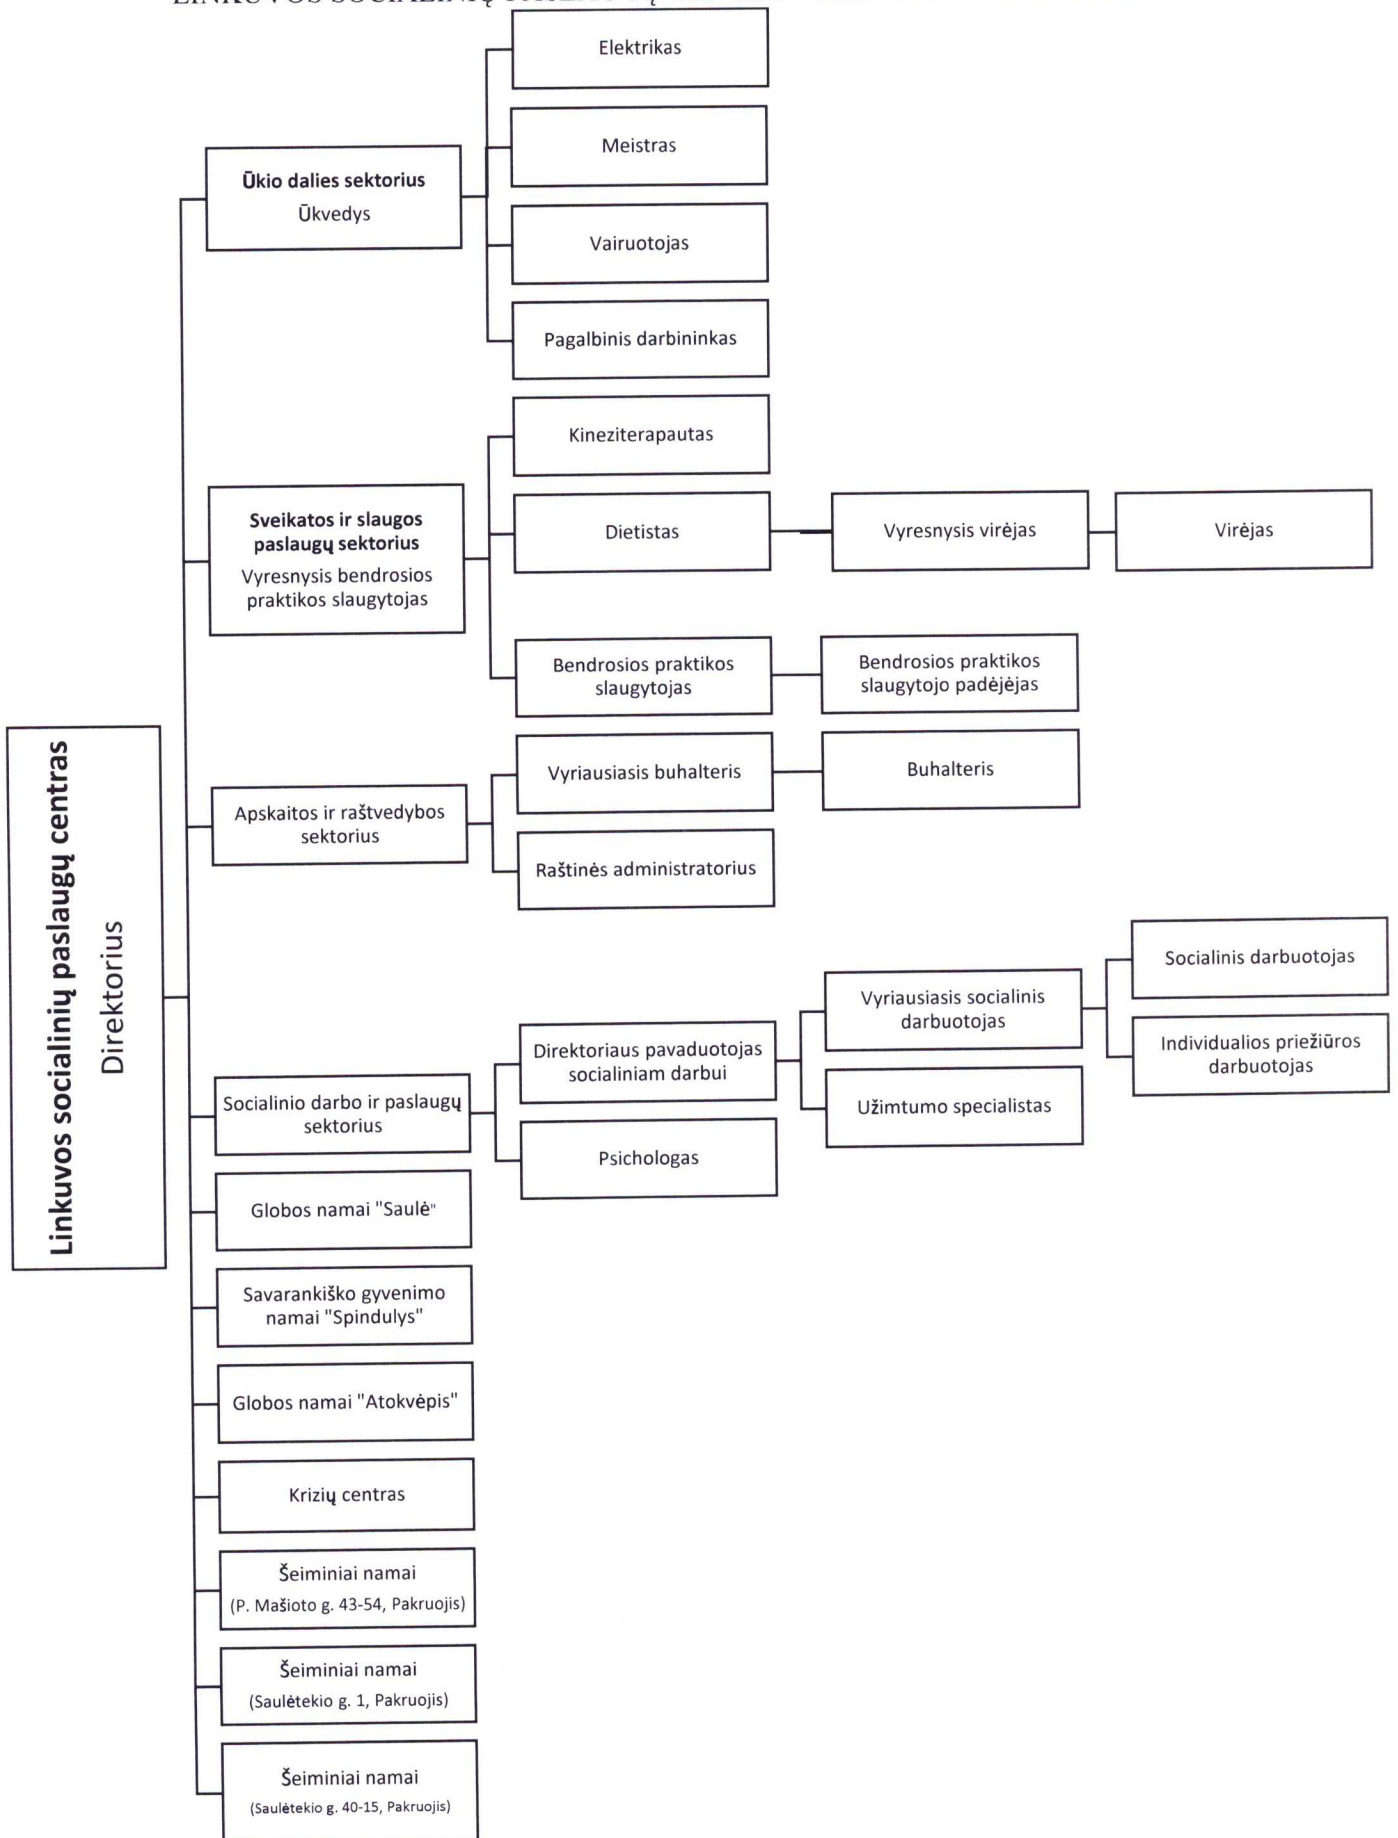 LINKUVOS SOCIALINIŲ
Elektrikas
Meistras
Ūkio dalies sektorius
Ūkvedys
Vairuotojas
Pagalbinis darbininkas
Kineziterapautas
Sveikatos ir slaugos
paslaugų sektorius
Vyresnysis bendrosios
praktikos slaugytojas
Dietistas
Vyresnysis virėjas
Virėjas
Bendrosios praktikos
slaugytojas
Bendrosios praktikos
slaugytojo padėjėjas
Linkuvos socialinių paslaugų centras
Direktorius
Apskaitos ir raštvedybos
sektorius
Vyriausiasis buhalteris
Buhalteris
Raštinės administratorius
Socialinio darbo ir paslaugų
sektorius
Direktoriaus pavaduotojas
socialiniam darbui
Vyriausiasis socialinis
darbuotojas
Socialinis darbuotojas
Individualios priežiūros
darbuotojas
Užimtumo specialistas
Psichologas
Globos namai "Saulė"
Savarankiško gyvenimo
namai "Spindulys"
Globos namai "Atokvėpis"
Krizių centras
Šeiminiai namai
(P. Mašioto g. 43-54, Pakruojis)
Šeiminiai namai
(Saulėtekio g. 1, Pakruojis)
Šeiminiai namai
(Saulėtekio g. 40-15, Pakruojis)